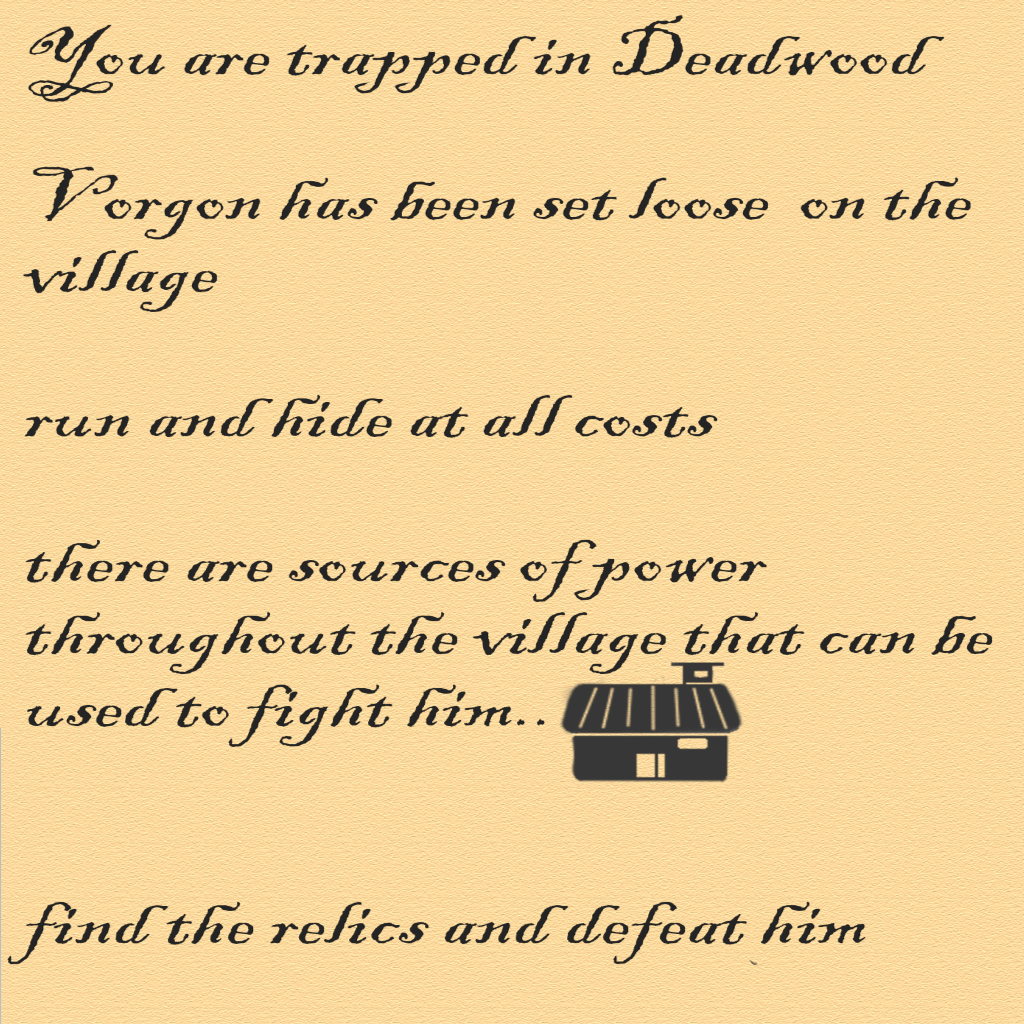 You are trapped in Deadwood
Vorgon has been set loose on the
village
run and hide at all costs
there are sources of power
throughout the village that can be
used to fight him..
find the relics and defeat him